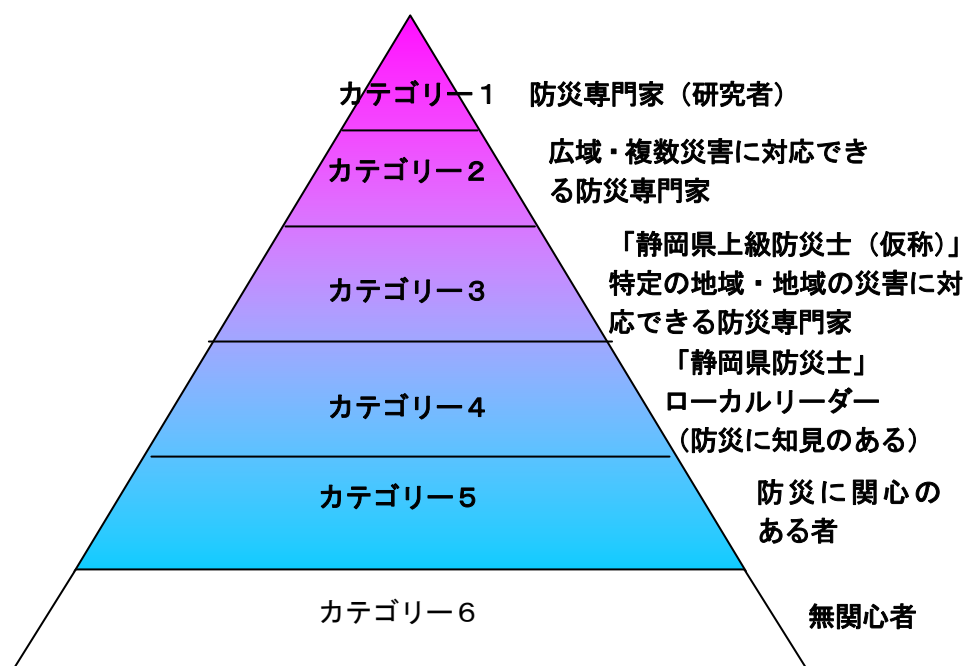 カテゴリー１　防災専門家（研究者）
カテゴリー２
広域・複数災害に対応でき
る防災専門家
カテゴリー３
「静岡県上級防災士（仮称）」
特定の地域・地域の災害に対
応できる防災専門家
カテゴリー４
「静岡県防災士」
ローカルリーダー
（防災に知見のある）
カテゴリー５
防災に関心の
ある者
カテゴリー６
無関心者